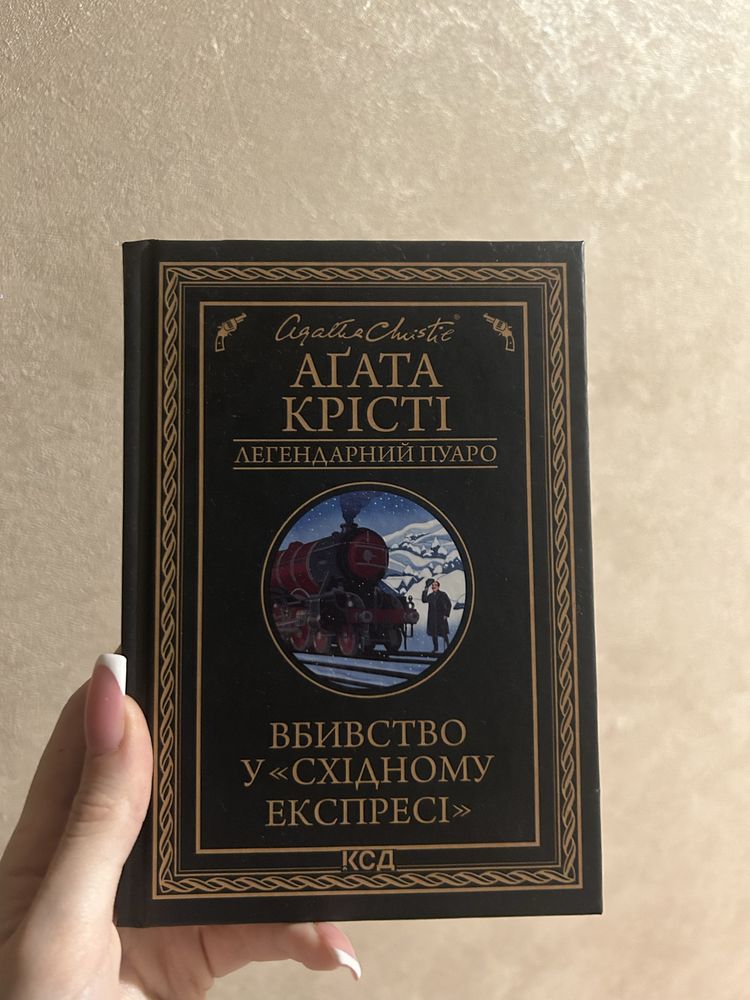 Agatha Christie®
АҐАТА
КРІСТІ
ЛЕГЕНДАРНИЙ ПУАРО
ВБИВСТВО
У «СХІДНОМУ
ЕКСПРЕСІ»
КСД